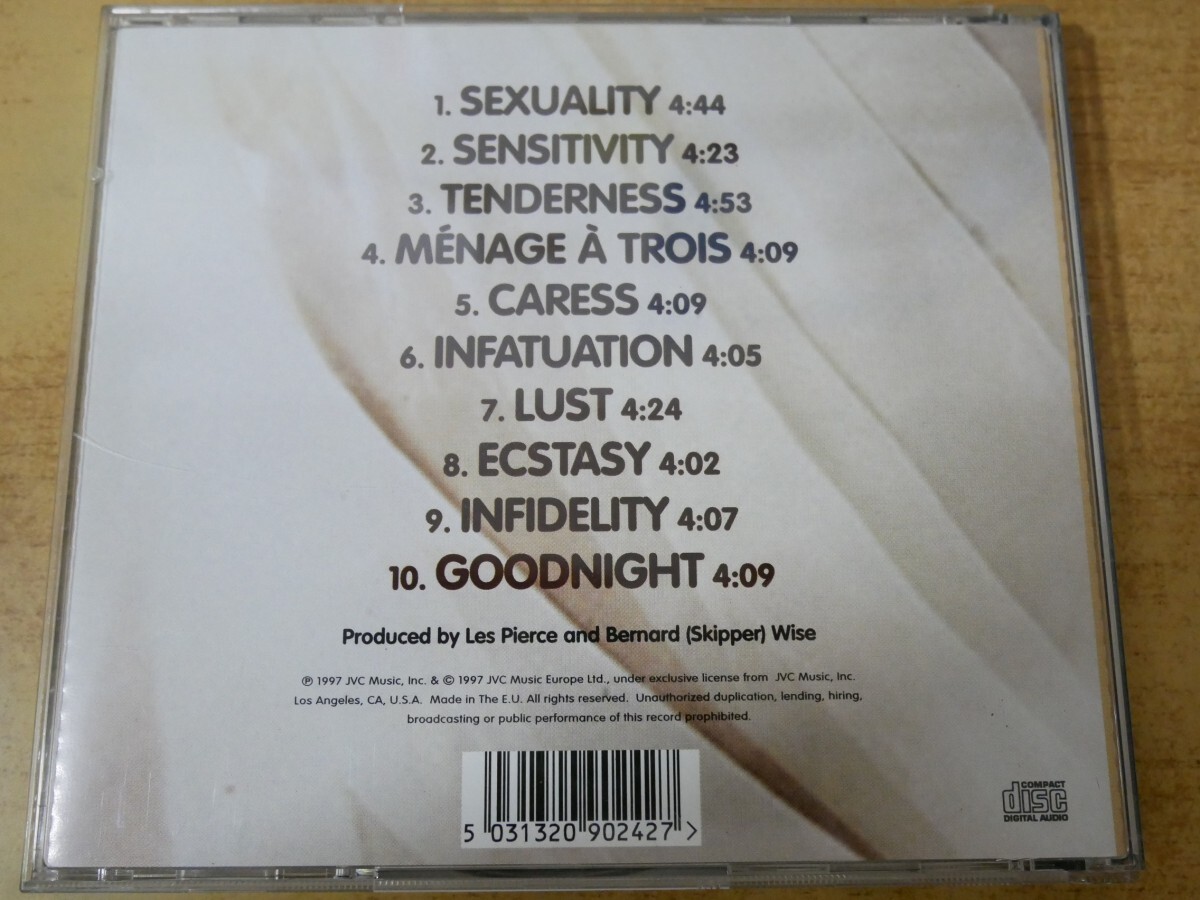 1. SEXUALITY 4:44
2. SENSITIVITY 4:23
3. TENDERNESS 4:53
4. MÉNAGE À TROIS 4:09
5. CARESS 4:09
6. INFATUATION 4:05
7. LUST 4:24
8. ECSTASY 4:02
9. INFIDELITY 4:07
10. GOODNIGHT 4:09
Produced by Les Pierce and Bernard (Skipper) Wise
℗ 1997 JVC Music, Inc. & © 1997 JVC Music Europe Ltd., under exclusive license from JVC Music, Inc.
Los Angeles, CA, U.S.A. Made in The E.U. All rights reserved. Unauthorized duplication, lending, hiring,
broadcasting or public performance of this record prophibited.
5 031320 902427 >
COMPACT
disc
DIGITAL AUDIO